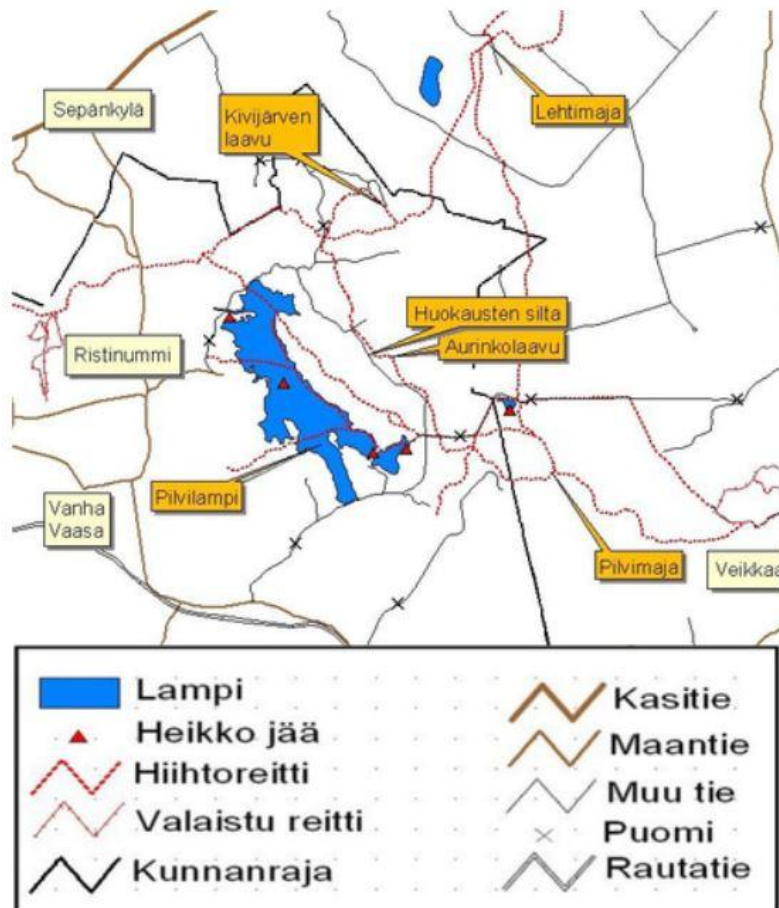 Sepänkylä
Kivijärven
laavu
Lehtimaja
Huokausten silta
Aurinkolaavu
Ristinummi
Pilvilampi
Vanha
Vaasa
Pilvimaja
Veikkaa
Lampi
Heikko jää
Hiihtoreitti
Valaistu reitti
Kunnanraja
Kasitie
Maantie
Muu tie
Puomi
Rautatie